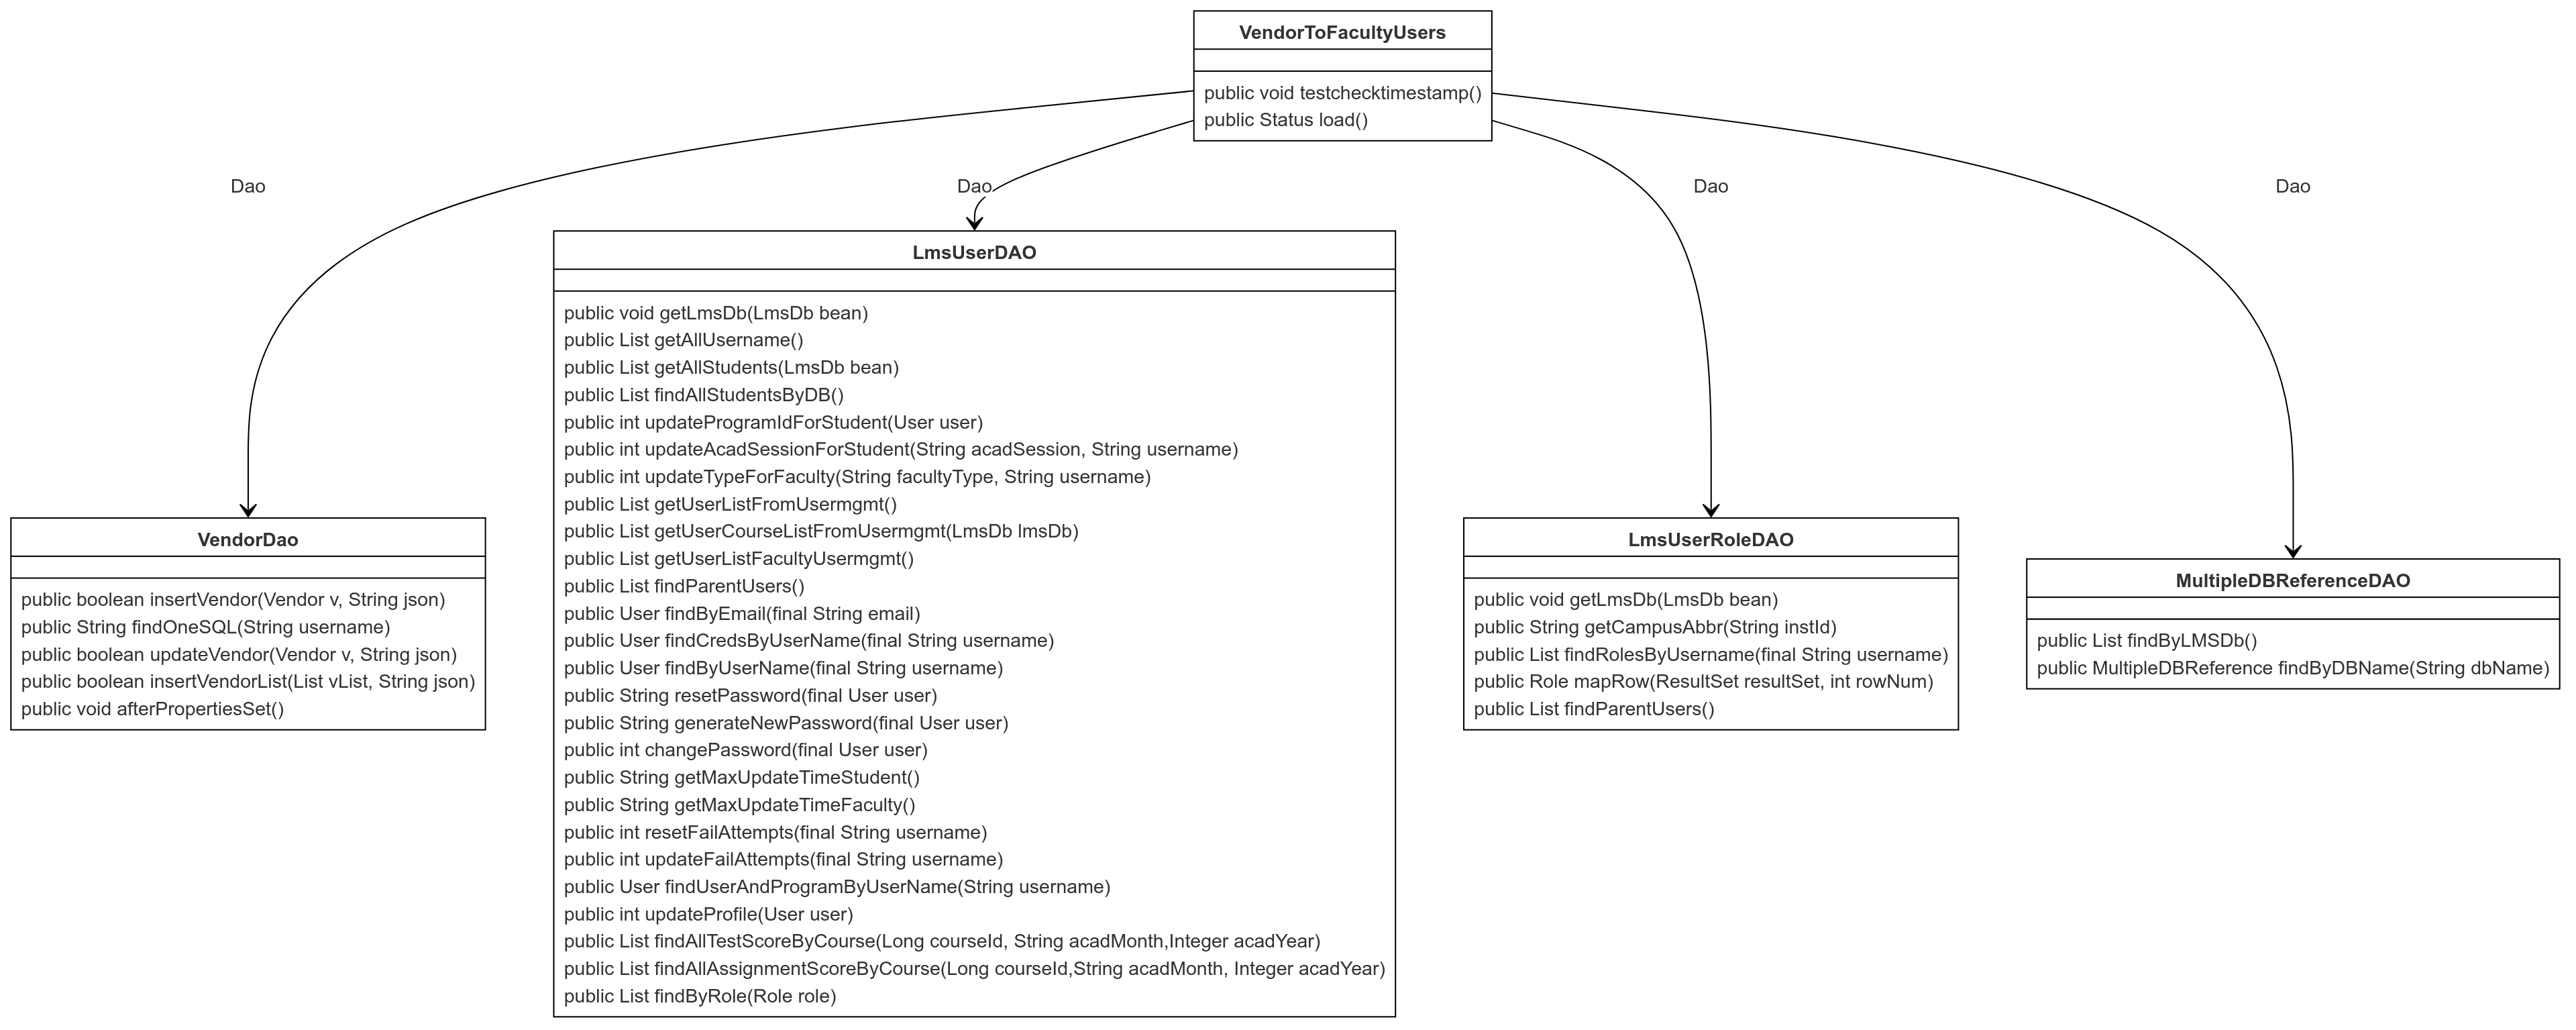 VendorToFacultyUsers
public void testchecktimestamp()
public Status load()
Dao
Dao
Dao
Dao
LmsUserDAO
public void getLmsDb(LmsDb bean)
public List getAllUsername()
public List getAllStudents(LmsDb bean)
public List findAllStudentsByDB()
public int updateProgramIdForStudent(User user)
public int updateAcadSessionForStudent(String acadSession, String username)
public int updateTypeForFaculty(String facultyType, String username)
public List getUserListFromUsermgmt()
public List getUserCourseListFromUsermgmt(LmsDb lmsDb)
public List getUserListFacultyUsermgmt()
public List findParentUsers()
public User findByEmail(final String email)
public User findCredsByUserName(final String username)
public User findByUserName(final String username)
public String resetPassword(final User user)
public String generateNewPassword(final User user)
public int changePassword(final User user)
public String getMaxUpdateTimeStudent()
public String getMaxUpdateTimeFaculty()
public int resetFailAttempts(final String username)
public int updateFailAttempts(final String username)
public User findUserAndProgramByUserName(String username)
public int updateProfile(User user)
public List findAllTestScoreByCourse(Long courseId, String acadMonth,Integer acadYear)
public List findAllAssignmentScoreByCourse(Long courseId,String acadMonth, Integer acadYear)
public List findByRole(Role role)
VendorDao
public boolean insertVendor(Vendor v, String json)
public String findOneSQL(String username)
public boolean updateVendor(Vendor v, String json)
public boolean insertVendorList(List vList, String json)
public void afterPropertiesSet()
LmsUserRoleDAO
public void getLmsDb(LmsDb bean)
public String getCampusAbbr(String instId)
public List findRolesByUsername(final String username)
public Role mapRow(ResultSet resultSet, int rowNum)
public List findParentUsers()
MultipleDBReferenceDAO
public List findByLMSDb()
public MultipleDBReference findByDBName(String dbName)